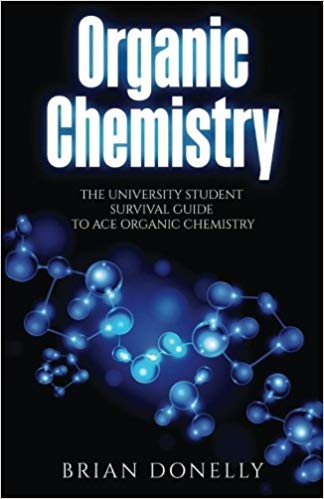 Organic
Chemistry
THE UNIVERSITY STUDENT
SURVIVAL GUIDE
TO ACE ORGANIC CHEMISTRY
BRIAN DONELLY